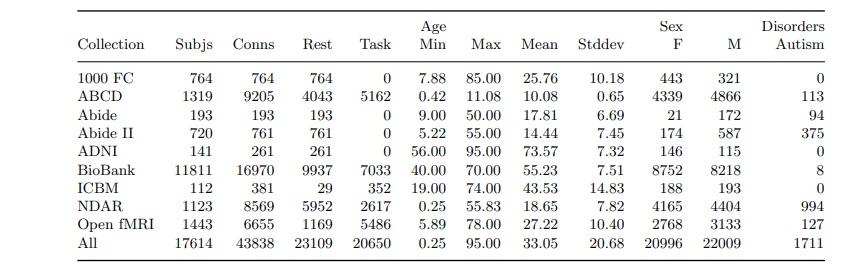 Age Sex Disorders
Collection Subjs Conns Rest Task Min Max Mean Stddev F M Autism
1000 FC 764 764 764 0 7.88 85.00 25.76 10.18 443 321 0
ABCD 1319 9205 4043 5162 0.42 11.08 10.08 0.65 4339 4866 113
Abide 193 193 193 0 9.00 50.00 17.81 6.69 21 172 94
Abide II 720 761 761 0 5.22 55.00 14.44 7.45 174 587 375
ADNI 141 261 261 0 56.00 95.00 73.57 7.32 146 115 0
BioBank 11811 16970 9937 7033 40.00 70.00 55.23 7.51 8752 8218 8
ICBM 112 381 29 352 19.00 74.00 43.53 14.83 188 193 0
NDAR 1123 8569 5952 2617 0.25 55.83 18.65 7.82 4165 4404 994
Open fMRI 1443 6655 1169 5486 5.89 78.00 27.22 10.40 2768 3133 127
All 17614 43838 23109 20650 0.25 95.00 33.05 20.68 20996 22009 1711